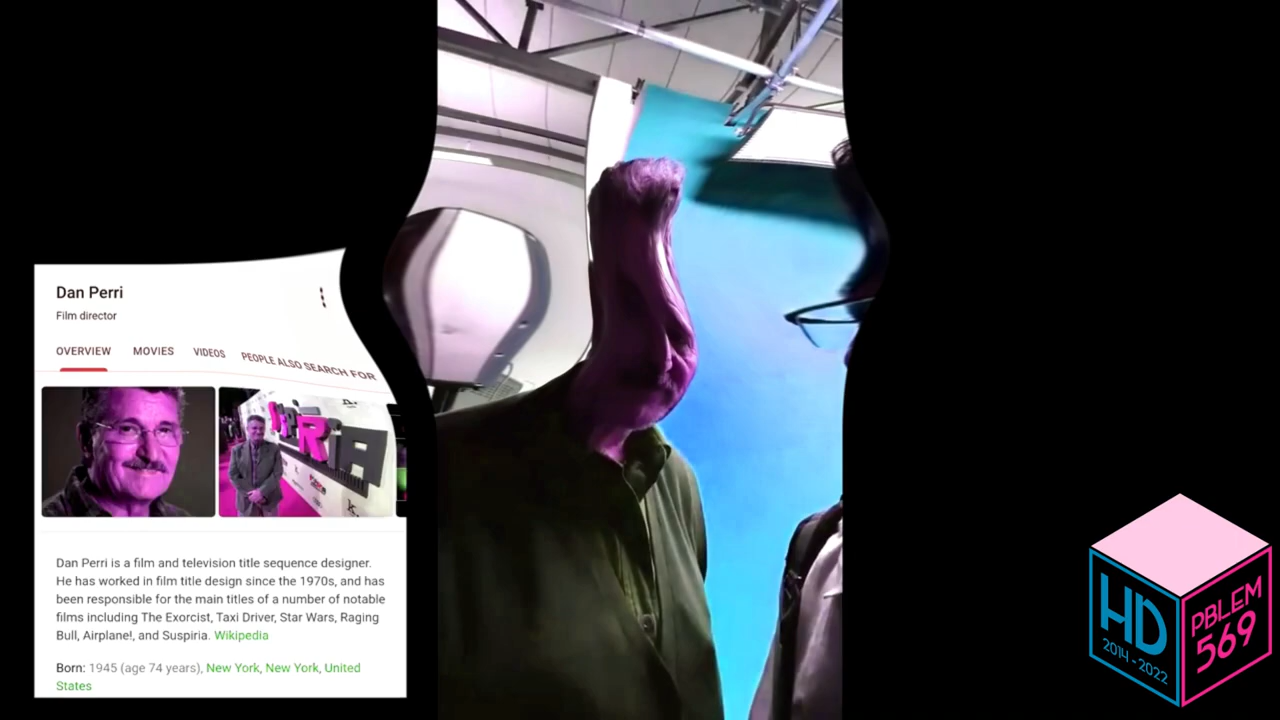 Dan Perri
Film director
OVERVIEW MOVIES VIDEOS PEOPLE ALSO SEARCH FOR
Dan Perri is a film and television title sequence designer.
He has worked in film title design since the 1970s, and has
been responsible for the main titles of a number of notable
films including The Exorcist, Taxi Driver, Star Wars, Raging
Bull, Airplane!, and Suspiria. Wikipedia
Born: 1945 (age 74 years), New York, New York, United
States
HD
2014 - 2022
PBLEM
569